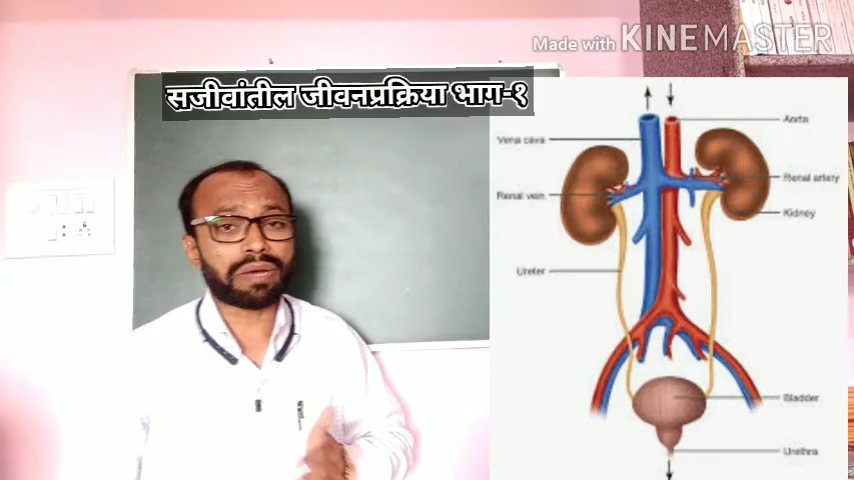 Made with KINEMASTER
सजीवांतील जीवनप्रक्रिया भाग-१
Aorta
Vena cava
Renal artery
Renal vein
Kidney
Ureter
Bladder
Urethra